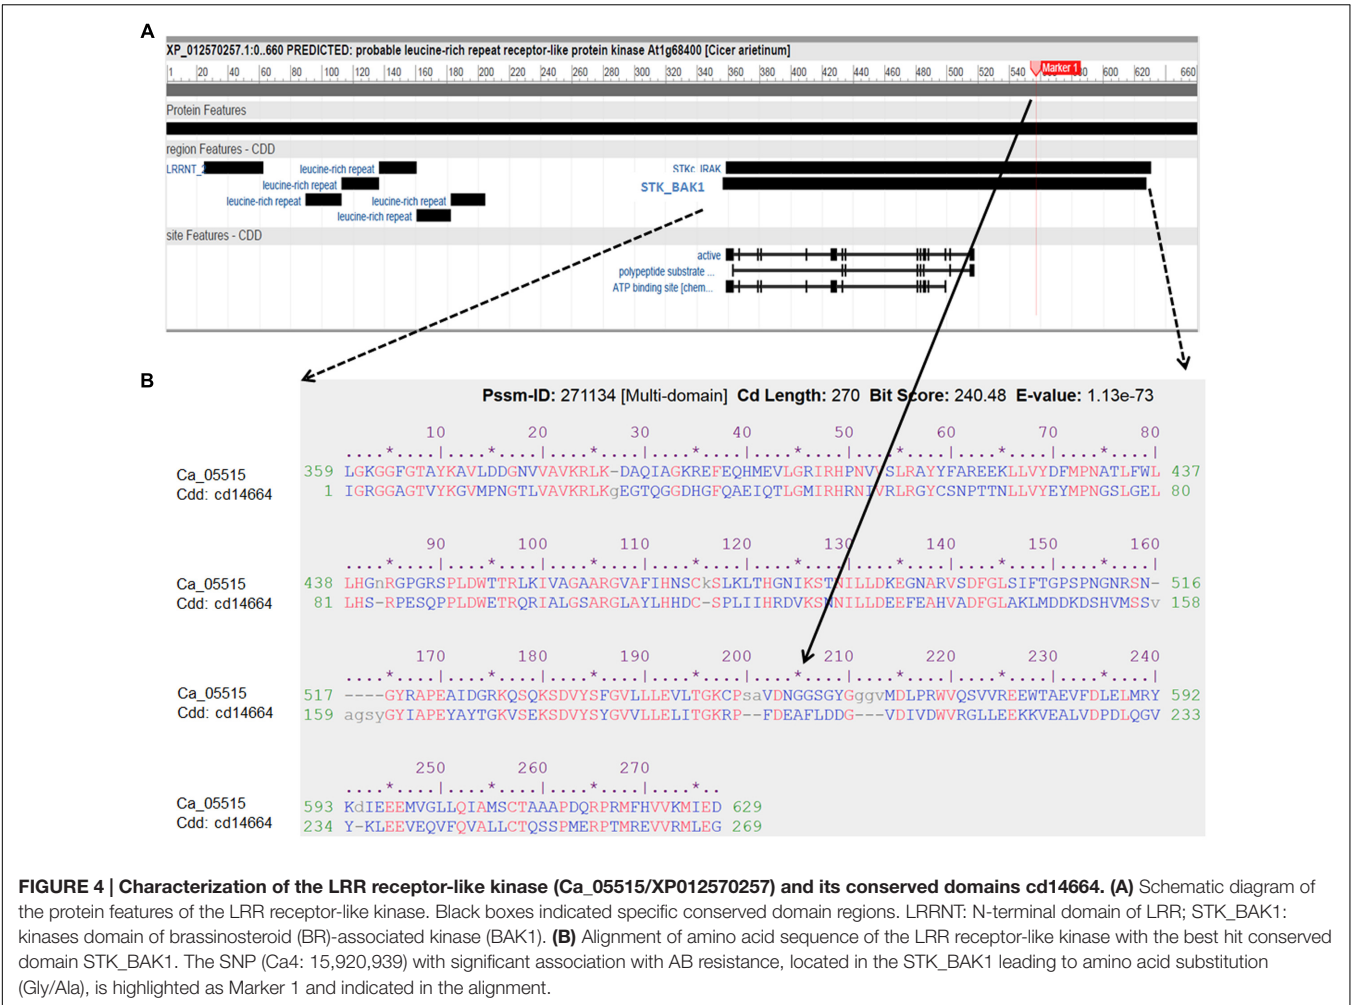 A
XP_012570257.1:0..660 PREDICTED: probable leucine-rich repeat receptor-like protein kinase At1g68400 [Cicer arietinum]
1 20 40 60 80 100 120 140 160 180 200 220 240 260 280 300 320 340 360 380 400 420 440 460 480 500 520 540 Marker 1 80 600 620 660
Protein Features
region Features - CDD
LRRNT_2 leucine-rich repeat STKc_IRAK
leucine-rich repeat STK_BAK1
leucine-rich repeat leucine-rich repeat
leucine-rich repeat
site Features - CDD
active
polypeptide substrate ...
ATP binding site [chem...
B
Pssm-ID: 271134 [Multi-domain] Cd Length: 270 Bit Score: 240.48 E-value: 1.13e-73
10 20 30 40 50 60 70 80
....*....|....*....|....*....|....*....|....*....|....*....|....*....|....*....|
Ca_05515 359 LGKGGFGTAYKAVLDDGNVVAVKRLK-DAQIAGKREFEQHMEVLGRIRHPNVVSLRAYYFAREEKLLVYDFMPNATLFWL 437
Cdd: cd14664 1 IGRGGAGTVYKGVMPNGTLVAVKRLKgEGTQGGDHGFQAEIQTLGMIRHRNIVRLRGYCSNPTTNLLVYEYMPNGSLGEL 80
90 100 110 120 130 140 150 160
....*....|....*....|....*....|....*....|....*....|....*....|....*....|....*....|
Ca_05515 438 LHGnRGPGRSPLDWTTRLKIVAGAARGVAFIHNSCkSLKLTHGNIKSTNILLDKEGNARVSDFGLSIFTGPSPNGNRSN- 516
Cdd: cd14664 81 LHS-RPESQPPLDWETRQRIALGSARGLAYLHHDC-SPLIIHRDVKSNNILLDEEFEAHVADFGLAKLMDDKDSHVMSSv 158
170 180 190 200 210 220 230 240
....*....|....*....|....*....|....*....|....*....|....*....|....*....|....*....|
Ca_05515 517 ----GYRAPEAIDGRKQSQKSDVYSFGVLLLEVLTGKCPsaVDNGGSGYGggvMDLPRWVQSVVREEWTAEVFDLELMRY 592
Cdd: cd14664 159 agsyGYIAPEYAYTGKVSEKSDVYSYGVVLLELITGKRP--FDEAFLDDG---VDIVDWVRGLLEEKKVEALVDPDLQGV 233
250 260 270
....*....|....*....|....*....|....*..
Ca_05515 593 KdIEEEMVGLLQIAMSCTAAAPDQRPRMFHVVKMIED 629
Cdd: cd14664 234 Y-KLEEVEQVFQVALLCTQSSPMERPTMREVVRMLEG 269
FIGURE 4 | Characterization of the LRR receptor-like kinase (Ca_05515/XP012570257) and its conserved domains cd14664. (A) Schematic diagram of
the protein features of the LRR receptor-like kinase. Black boxes indicated specific conserved domain regions. LRRNT: N-terminal domain of LRR; STK_BAK1:
kinases domain of brassinosteroid (BR)-associated kinase (BAK1). (B) Alignment of amino acid sequence of the LRR receptor-like kinase with the best hit conserved
domain STK_BAK1. The SNP (Ca4: 15,920,939) with significant association with AB resistance, located in the STK_BAK1 leading to amino acid substitution
(Gly/Ala), is highlighted as Marker 1 and indicated in the alignment.